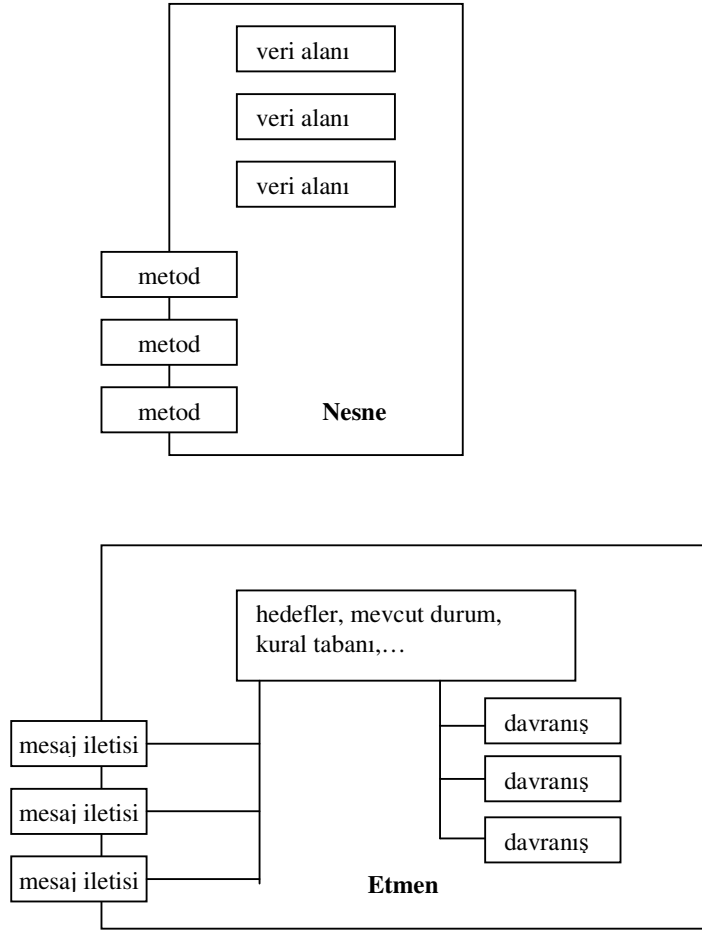 veri alanı
veri alanı
veri alanı
metod
metod
metod
Nesne
hedefler, mevcut durum,
kural tabanı,…
davranış
mesaj iletisi
davranış
mesaj iletisi
davranış
mesaj iletisi
Etmen